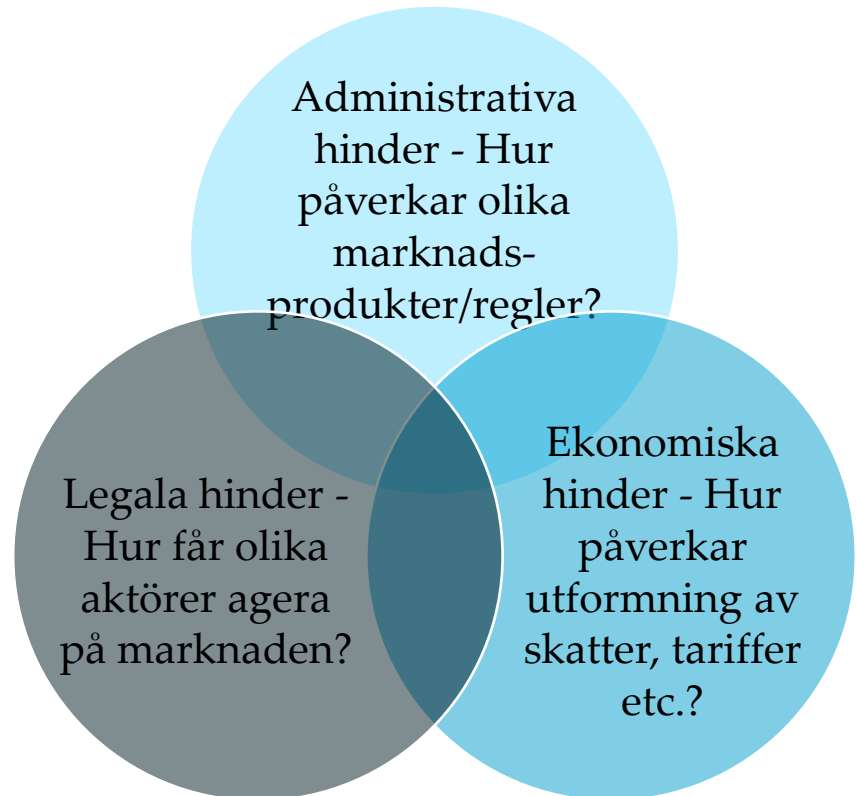 Administrativa
hinder - Hur
påverkar olika
marknads-
produkter/regler?
Legala hinder -
Hur får olika
aktörer agera
på marknaden?
Ekonomiska
hinder - Hur
påverkar
utformning av
skatter, tariffer
etc.?